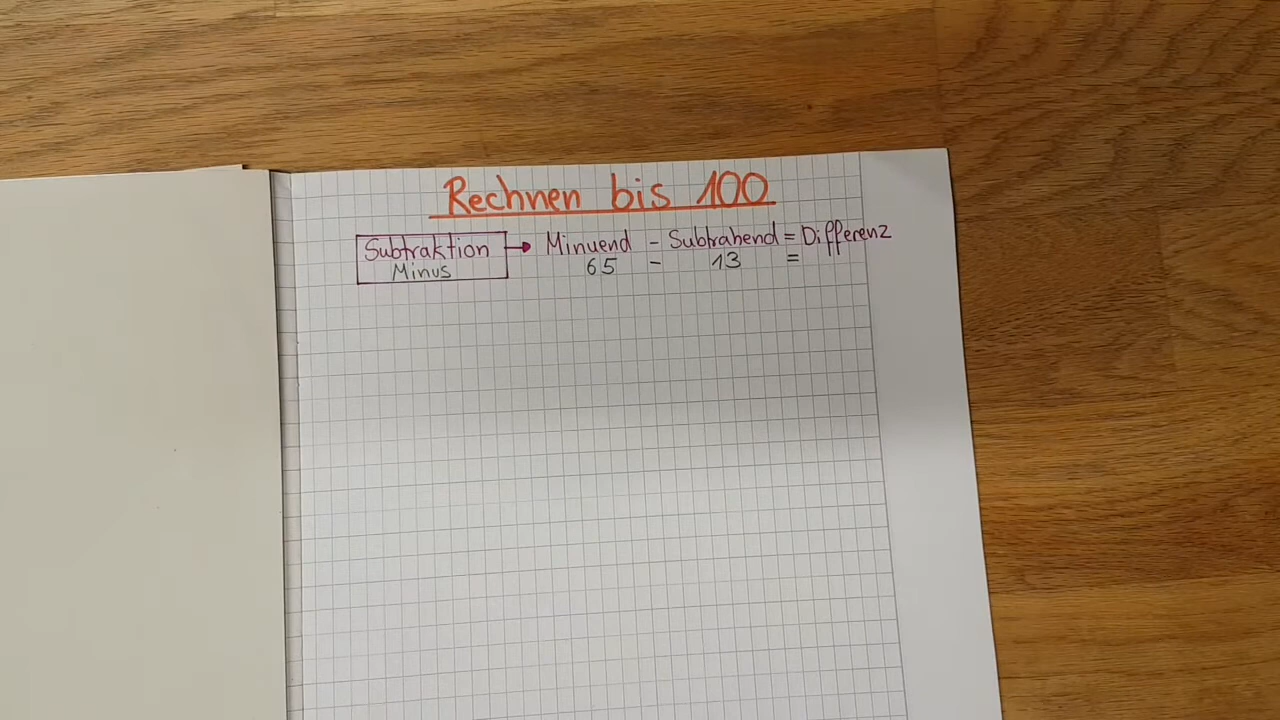 Rechnen bis 100
Subtraktion → Minuend - Subtrahend = Differenz
Minus 65 - 13 =